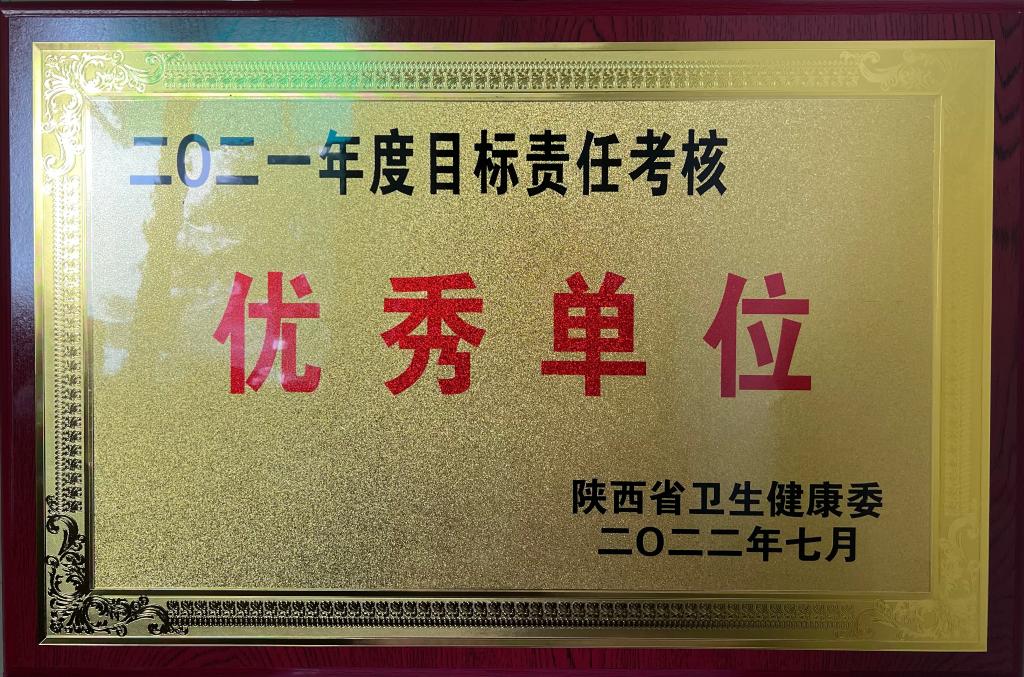 二〇二一年度目标责任考核
优秀单位
陕西省卫生健康委
二〇二二年七月